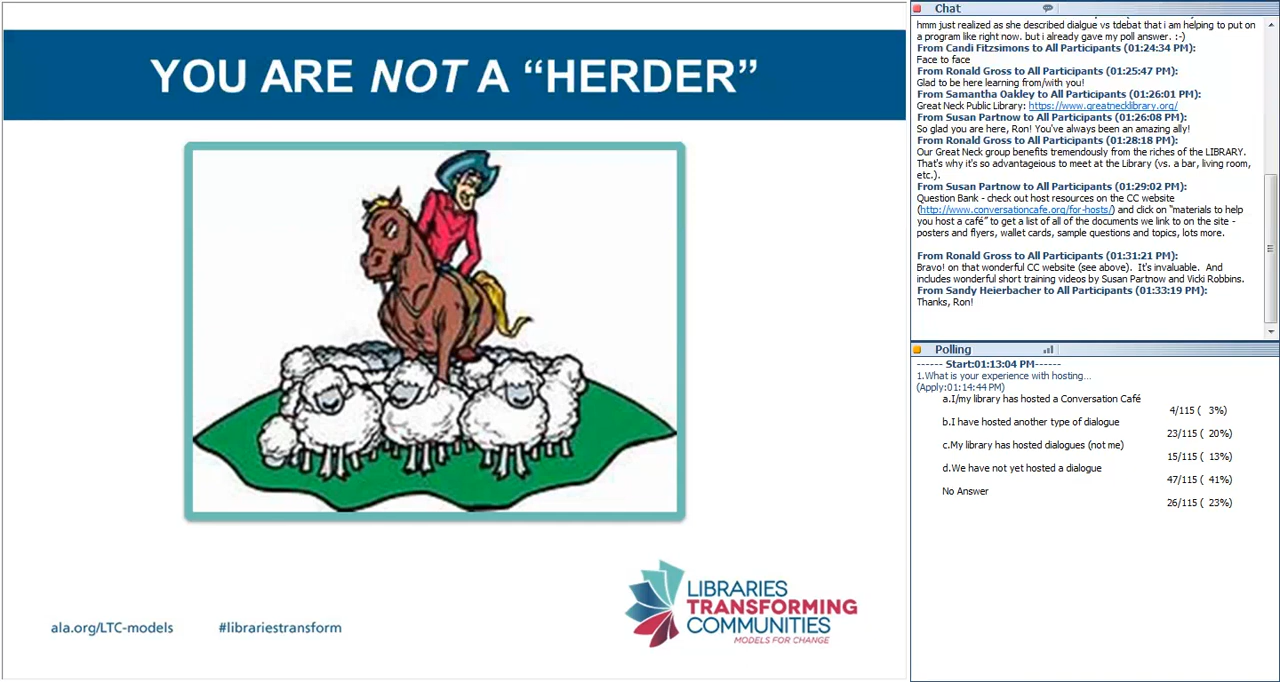 YOU ARE NOT A “HERDER”
ala.org/LTC-models
#librariestransform
LIBRARIES
TRANSFORMING
COMMUNITIES
MODELS FOR CHANGE
Chat
hmm just realized as she described dialgue vs tdebat that i am helping to put on
a program like right now. but i already gave my poll answer. :-)
From Candi Fitzsimons to All Participants (01:24:34 PM):
Face to face
From Ronald Gross to All Participants (01:25:47 PM):
Glad to be here learning from/with you!
From Samantha Oakley to All Participants (01:26:01 PM):
Great Neck Public Library: https://www.greatnecklibrary.org/
From Susan Partnow to All Participants (01:26:08 PM):
So glad you are here, Ron! You've always been an amazing ally!
From Ronald Gross to All Participants (01:28:18 PM):
Our Great Neck group benefits tremendously from the riches of the LIBRARY.
That's why it's so advantageious to meet at the Library (vs. a bar, living room,
etc.).
From Susan Partnow to All Participants (01:29:02 PM):
Question Bank - check out host resources on the CC website
(http://www.conversationcafe.org/for-hosts/) and click on “materials to help
you host a café” to get a list of all of the documents we link to on the site -
posters and flyers, wallet cards, sample questions and topics, lots more.
From Ronald Gross to All Participants (01:31:21 PM):
Bravo! on that wonderful CC website (see above). It's invaluable. And
includes wonderful short training videos by Susan Partnow and Vicki Robbins.
From Sandy Heierbacher to All Participants (01:33:19 PM):
Thanks, Ron!
Polling
------ Start:01:13:04 PM------
1.What is your experience with hosting...
(Apply:01:14:44 PM)
a.I/my library has hosted a Conversation Café
4/115 ( 3%)
b.I have hosted another type of dialogue
23/115 ( 20%)
c.My library has hosted dialogues (not me)
15/115 ( 13%)
d.We have not yet hosted a dialogue
47/115 ( 41%)
No Answer
26/115 ( 23%)